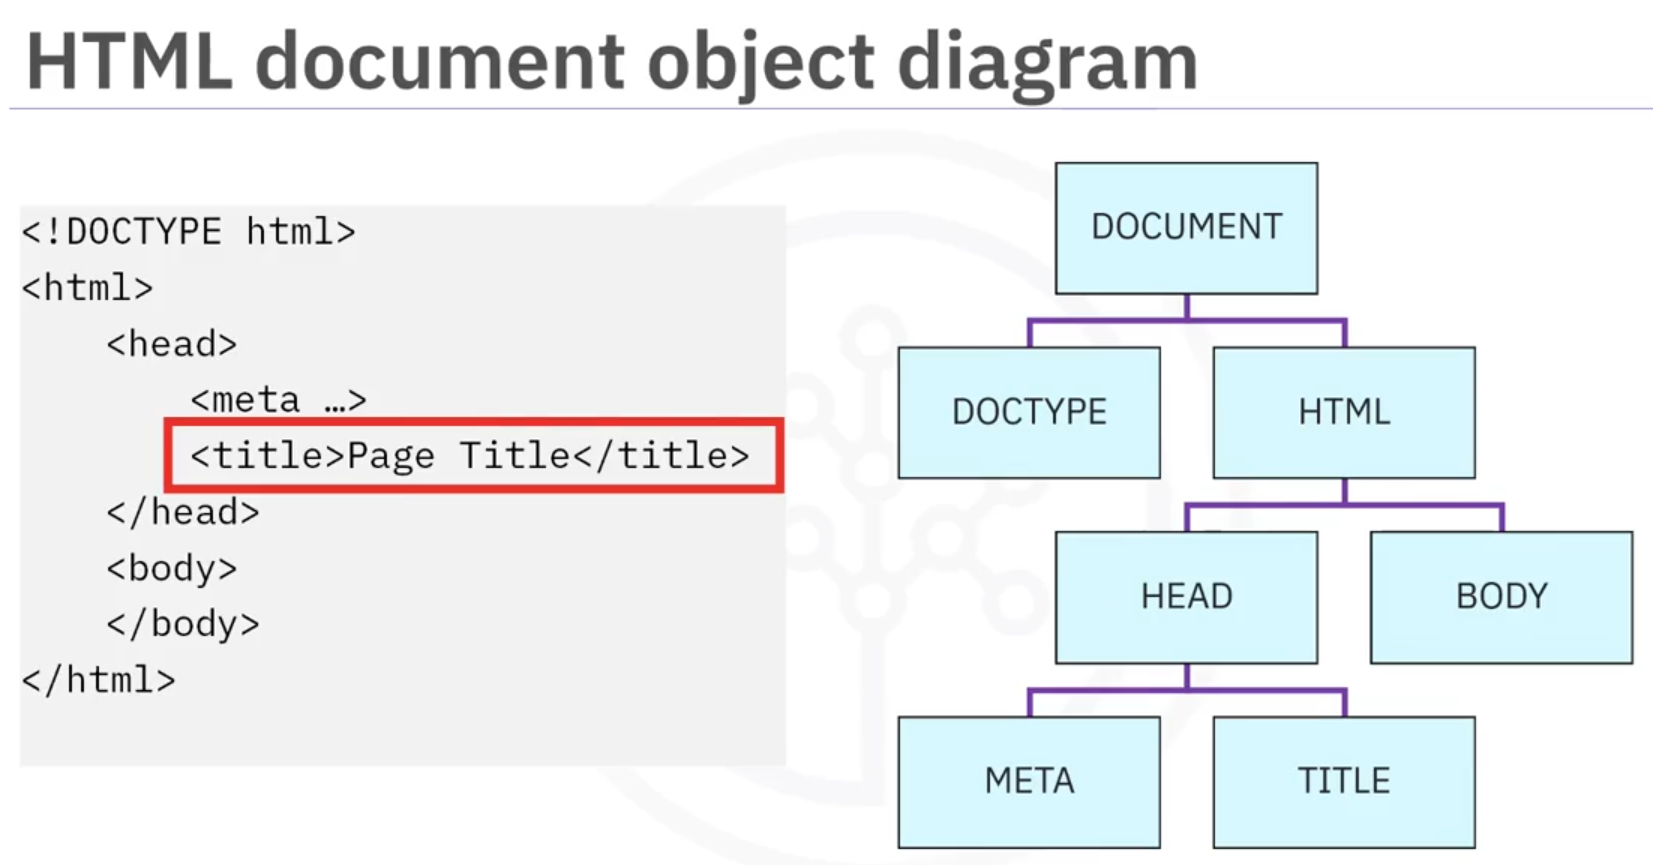 HTML document object diagram
<!DOCTYPE html>
<html>
<head>
<meta …>
<title>Page Title</title>
</head>
<body>
</body>
</html>
DOCUMENT
DOCTYPE
HTML
HEAD
BODY
META
TITLE